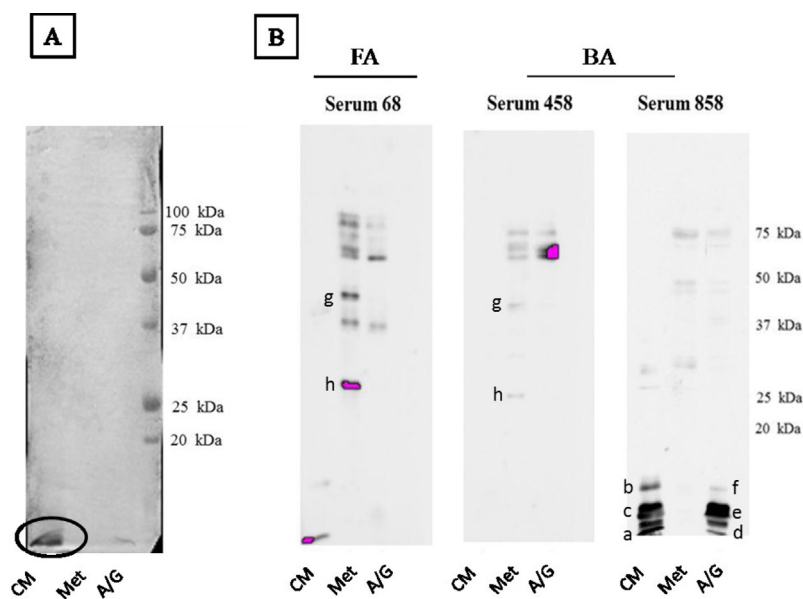 A
B
FA
BA
Serum 68
Serum 458
Serum 858
100 kDa
75 kDa
50 kDa
37 kDa
25 kDa
20 kDa
g
h
g
h
75 kDa
50 kDa
37 kDa
25 kDa
20 kDa
b
f
c
e
a
d
CM
Met
A/G
CM
Met
A/G
CM
Met
A/G
CM
Met
A/G